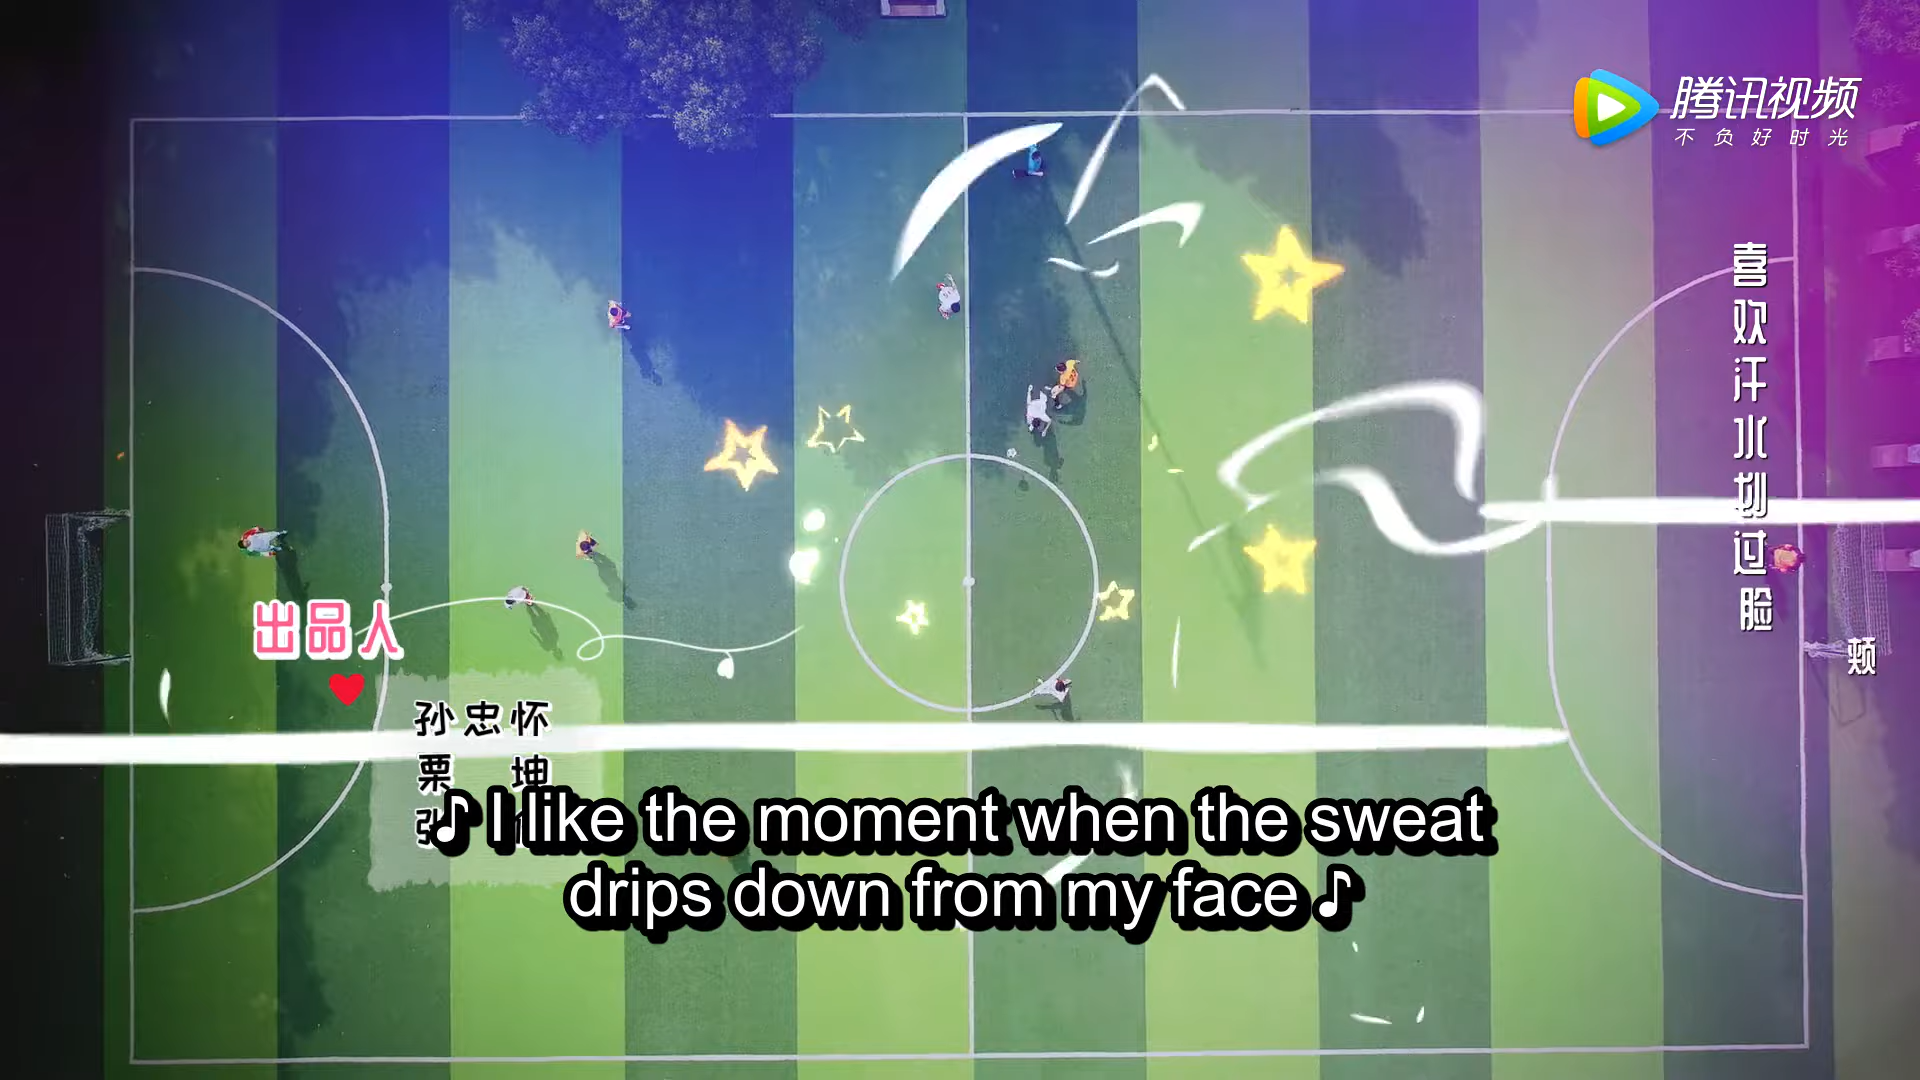 腾讯视频
不负好时光
喜欢汗水划过脸
颊
出品人
孙忠怀
栗 坤
♪ I like the moment when the sweat
drips down from my face ♪